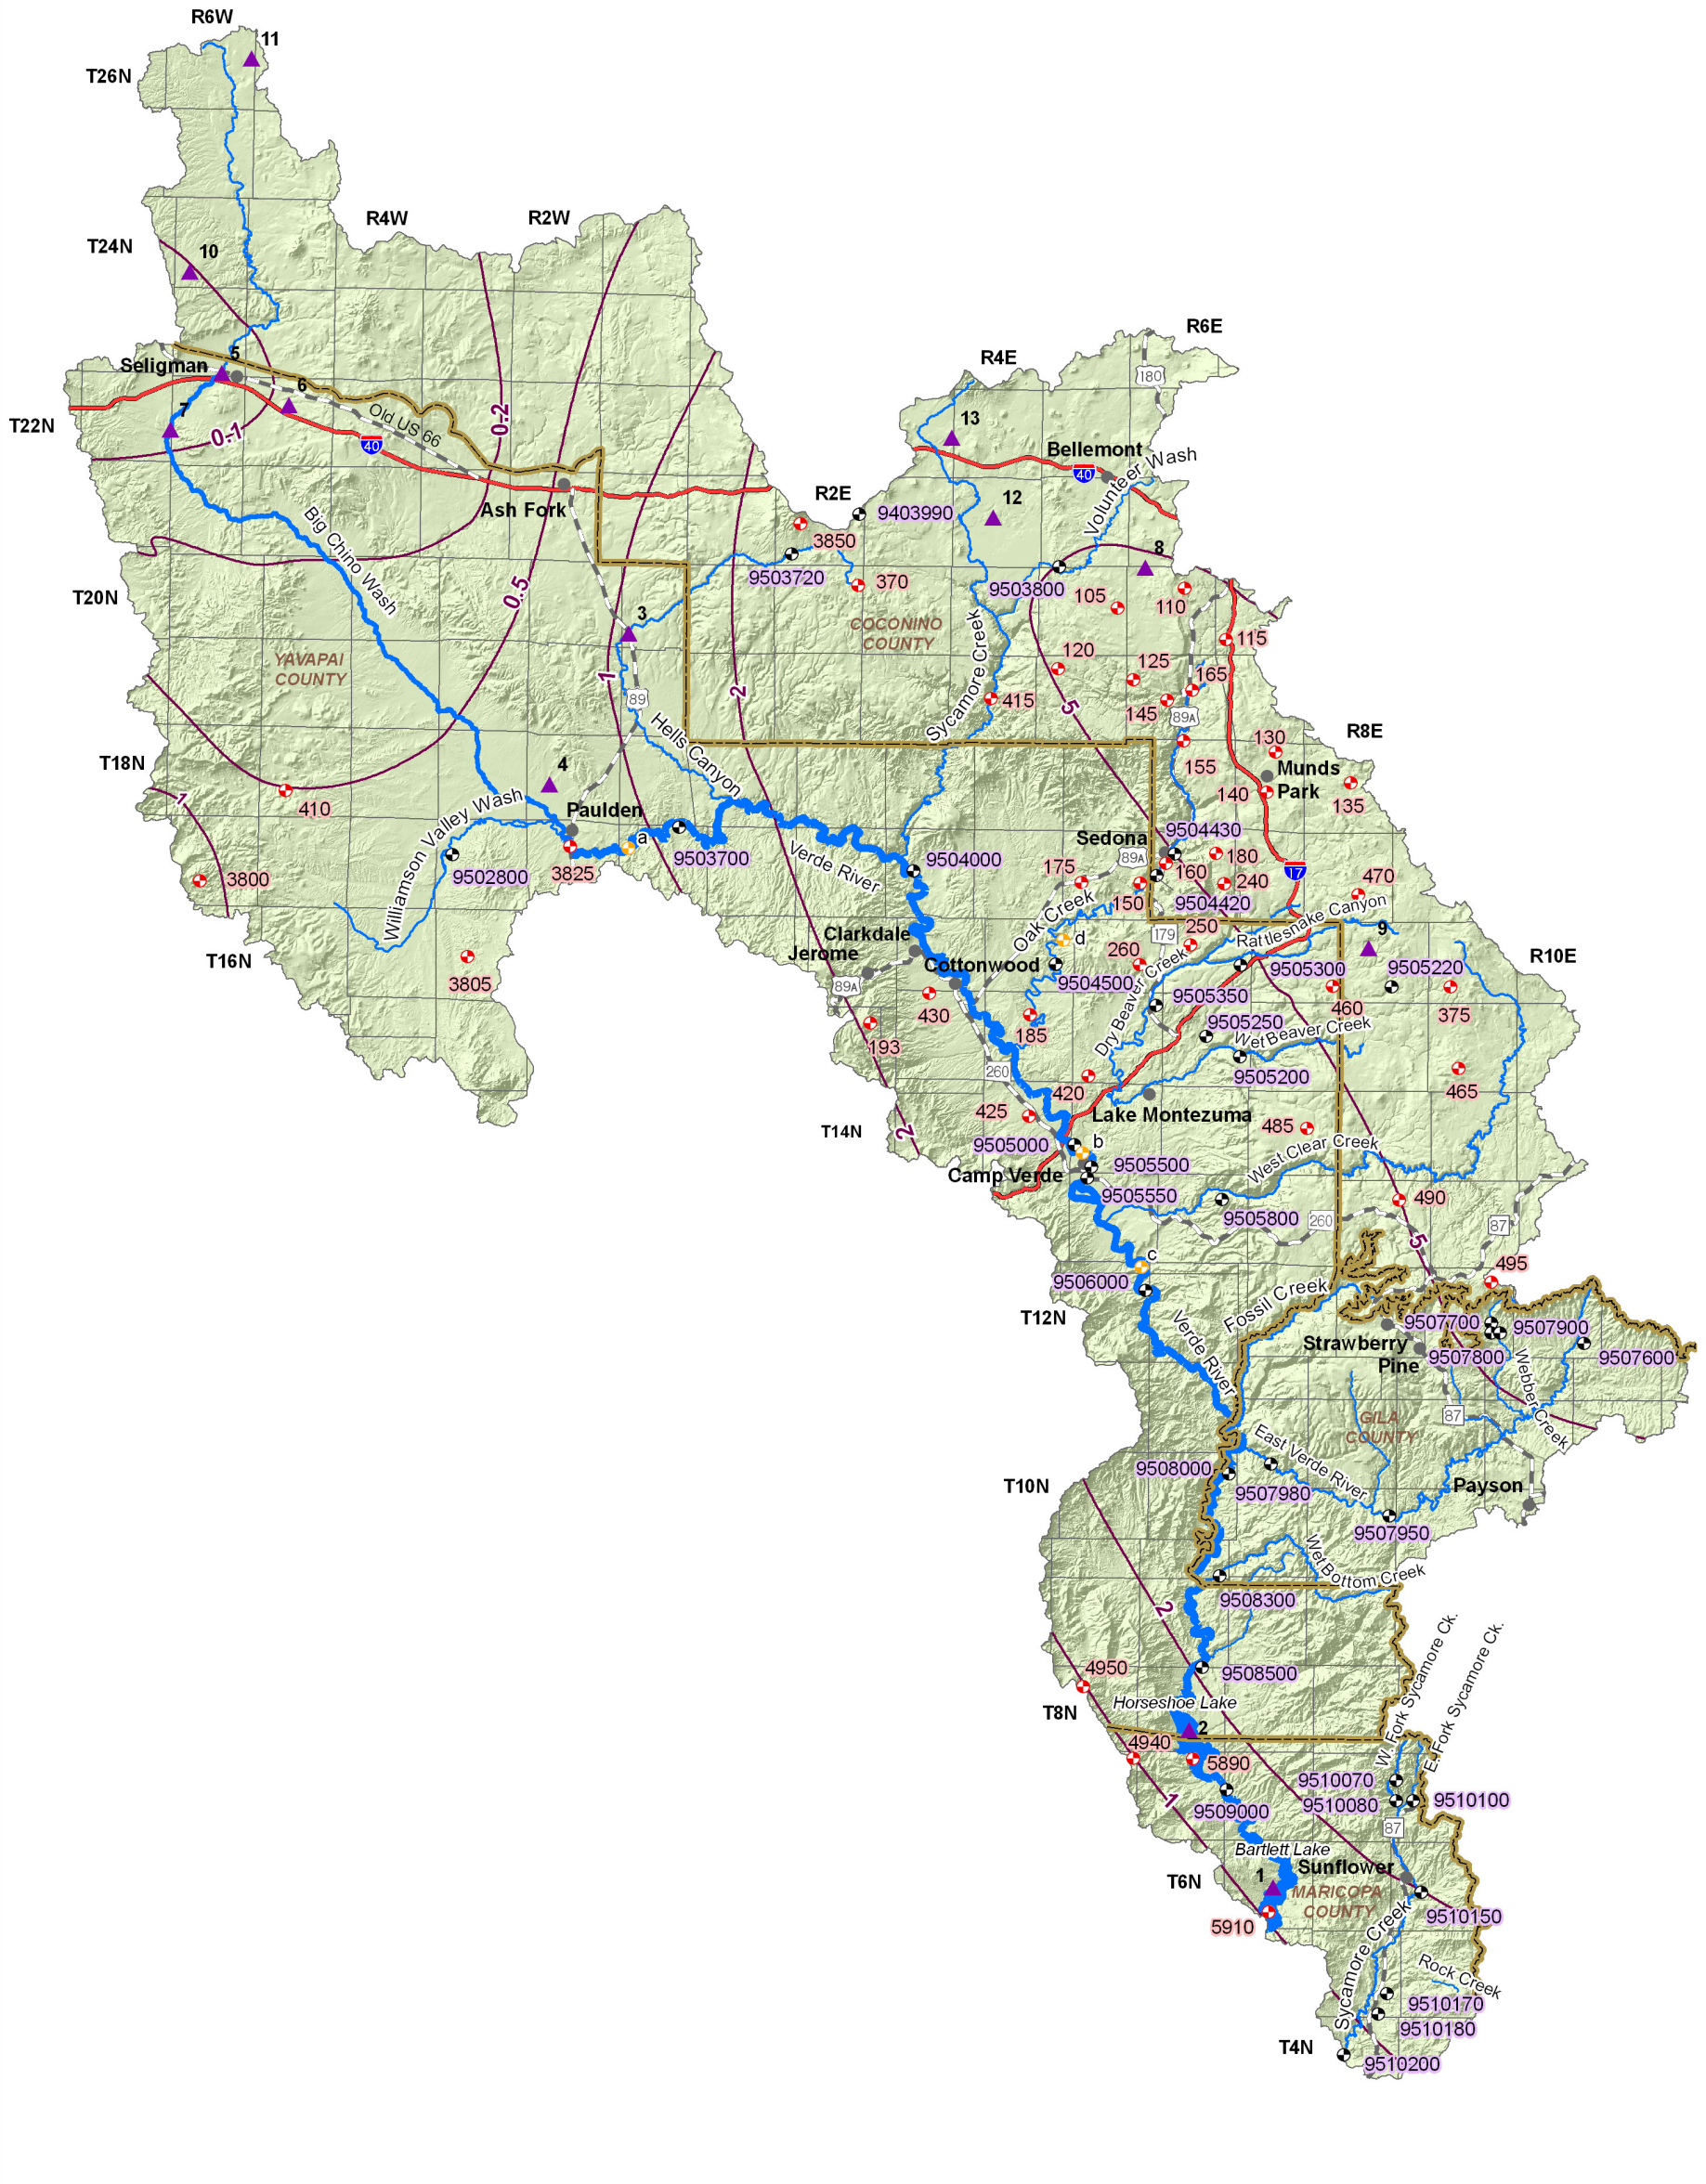 R6W
11
T26N
R4W
R2W
T24N
10
R6E
R4E
180
Seligman
5
6
7
T22N
0.1
0.2
Old US 66
40
13
Bellemont
40
Volunteer Wash
Ash Fork
R2E
12
9403990
3850
8
Big Chino Wash
9503720
370
9503800
105
110
T20N
0.5
3
COCONINO
COUNTY
115
YAVAPAI
COUNTY
120
125
165
Sycamore Creek
1
2
89
415
5
145
89A
Hells Canyon
130
R8E
155
Munds
Park
T18N
4
140
135
1
410
Williamson Valley Wash
Paulden
a
9503700
Verde River
9504000
Sedona
9504430
89A
180
17
3800
9502800
3825
175
160
240
470
150
9504420
Oak Creek
Rattlesnake Canyon
T16N
3805
Clarkdale
Jerome
d
179
250
9
Cottonwood
260
9505300
9505220
R10E
89A
9504500
Dry Beaver Creek
9505350
460
375
430
9505250
193
185
Wet Beaver Creek
260
9505200
465
420
425
Lake Montezuma
485
T14N
2
9505000
b
West Clear Creek
Camp Verde
9505500
9505550
490
9505800
260
87
5
c
495
9506000
T12N
Verde River
Fossil Creek
9507700
9507900
Strawberry
Pine
9507800
9507600
Webber Creek
87
GILA
COUNTY
East Verde River
9508000
9507980
Payson
T10N
9507950
Wet Bottom Creek
9508300
2
W. Fork Sycamore Ck.
E. Fork Sycamore Ck.
4950
9508500
Horseshoe Lake
T8N
2
4940
5890
9510070
9510080
9510100
1
9509000
87
Bartlett Lake
1
Sunflower
T6N
MARICOPA
COUNTY
5910
9510150
Sycamore Creek
Rock Creek
9510170
9510180
T4N
9510200